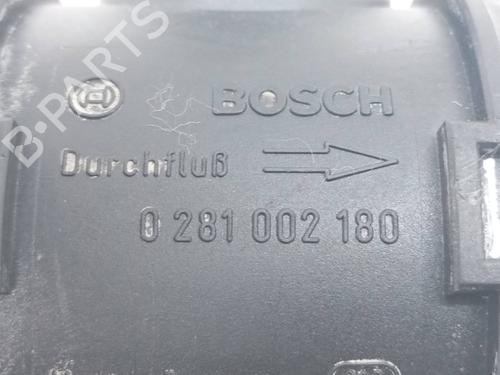 B-PARTS
BOSCH
Durchfluß
0 281 002 180